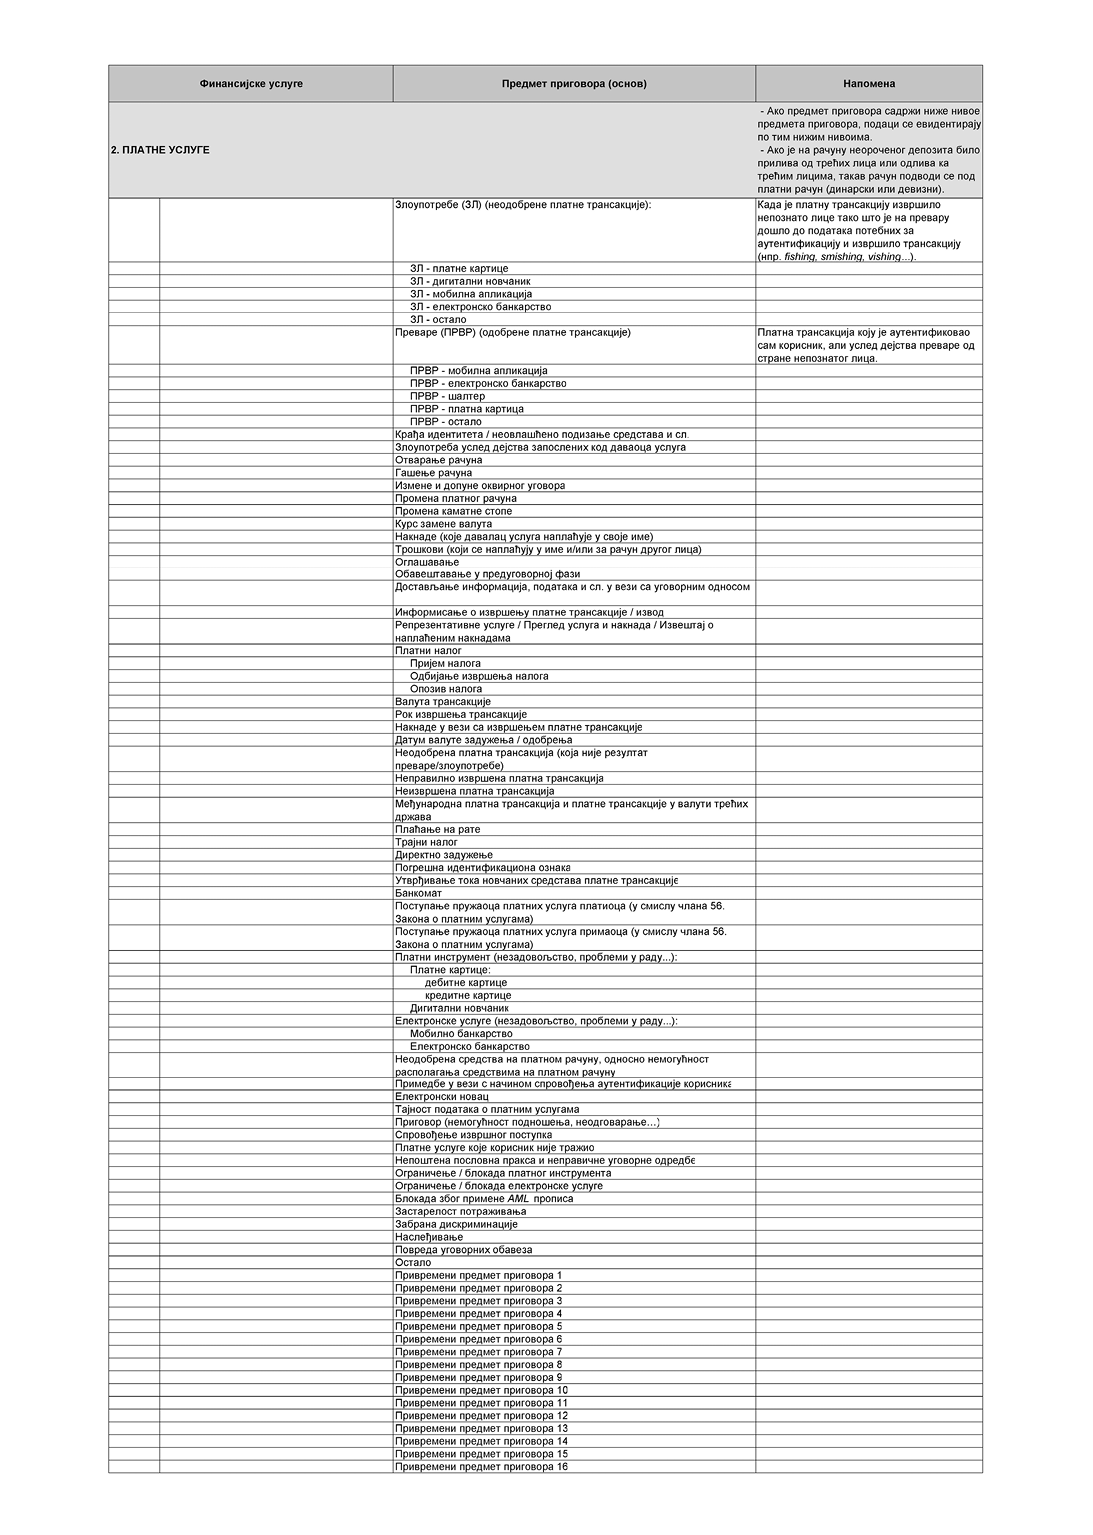 Финансијске услуге
Предмет приговора (основ)
Напомена
2. ПЛАТНЕ УСЛУГЕ
- Ако предмет приговора садржи ниже нивое
предмета приговора, подаци се евидентирају
по тим нижим нивоима.
- Ако је на рачуну неороченог депозита било
прилива од трећих лица или одлива ка
трећим лицима, такав рачун подводи се под
платни рачун (динарски или девизни).
Злоупотребе (ЗЛ) (неодобрене платне трансакције):
Када је платну трансакцију извршило
непознато лице тако што је на превару
дошло до података потебних за
аутентификацију и извршило трансакцију
(нпр. fishing, smishing, vishing...).
ЗЛ - платне картице
ЗЛ - дигитални новчаник
ЗЛ - мобилна апликација
ЗЛ - електронско банкарство
ЗЛ - остало
Преваре (ПРВР) (одобрене платне трансакције)
Платна трансакција коју је аутентификовао
сам корисник, али услед дејства преваре од
стране непознатог лица.
ПРВР - мобилна апликација
ПРВР - електронско банкарство
ПРВР - шалтер
ПРВР - платна картица
ПРВР - остало
Крађа идентитета / неовлашћено подизање средстава и сл.
Злоупотреба услед дејства запослених код даваоца услуга
Отварање рачуна
Гашење рачуна
Измене и допуне оквирног уговора
Промена платног рачуна
Промена каматне стопе
Курс замене валута
Накнаде (које давалац услуга наплаћује у своје име)
Трошкови (који се наплаћују у име и/или за рачун другог лица)
Оглашавање
Обавештавање у предуговорној фази
Достављање информација, података и сл. у вези са уговорним односом
Информисање о извршењу платне трансакције / извод
Репрезентативне услуге / Преглед услуга и накнада / Извештај о
наплаћеним накнадама
Платни налог
Пријем налога
Одбијање извршења налога
Опозив налога
Валута трансакције
Рок извршења трансакције
Накнаде у вези са извршењем платне трансакције
Датум валуте задужења / одобрења
Неодобрена платна трансакција (која није резултат
преваре/злоупотребе)
Неправилно извршена платна трансакција
Неизвршена платна трансакција
Међународна платна трансакција и платне трансакције у валути трећих
држава
Плаћање на рате
Трајни налог
Директно задужење
Погрешна идентификациона ознака
Утврђивање тока новчаних средстава платне трансакције
Банкомат
Поступање пружаоца платних услуга платиоца (у смислу члана 56.
Закона о платним услугама)
Поступање пружаоца платних услуга примаоца (у смислу члана 56.
Закона о платним услугама)
Платни инструмент (незадовољство, проблеми у раду...):
Платне картице:
дебитне картице
кредитне картице
Дигитални новчаник
Електронске услуге (незадовољство, проблеми у раду...):
Мобилно банкарство
Електронско банкарство
Неодобрена средства на платном рачуну, односно немогућност
располагања средствима на платном рачуну
Примедбе у вези с начином спровођења аутентификације корисника
Електронски новац
Тајност података о платним услугама
Приговор (немогућност подношења, неодговарање...)
Спровођење извршног поступка
Платне услуге које корисник није тражио
Непоштена пословна пракса и неправичне уговорне одредбе
Ограничење / блокада платног инструмента
Ограничење / блокада електронске услуге
Блокада због примене AML прописа
Застарелост потраживања
Забрана дискриминације
Наслеђивање
Повреда уговорних обавеза
Остало
Привремени предмет приговора 1
Привремени предмет приговора 2
Привремени предмет приговора 3
Привремени предмет приговора 4
Привремени предмет приговора 5
Привремени предмет приговора 6
Привремени предмет приговора 7
Привремени предмет приговора 8
Привремени предмет приговора 9
Привремени предмет приговора 10
Привремени предмет приговора 11
Привремени предмет приговора 12
Привремени предмет приговора 13
Привремени предмет приговора 14
Привремени предмет приговора 15
Привремени предмет приговора 16